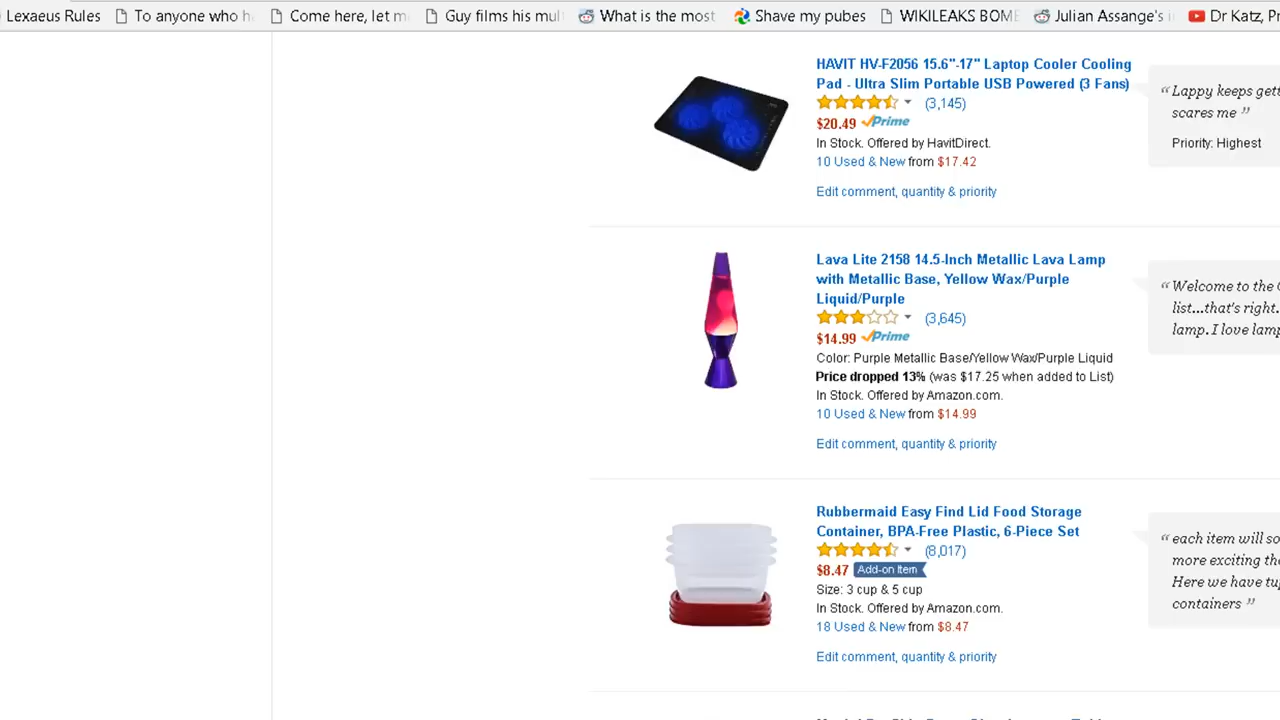 Lexaeus Rules To anyone who h Come here, let m Guy films his mul What is the most Shave my pubes WIKILEAKS BOM Julian Assange's i Dr Katz, Pr
HAVIT HV-F2056 15.6"-17" Laptop Cooler Cooling
Pad - Ultra Slim Portable USB Powered (3 Fans)
(3,145)
$20.49 Prime
In Stock. Offered by HavitDirect.
10 Used & New from $17.42
Edit comment, quantity & priority
“ Lappy keeps gett
scares me ”
Priority: Highest
Lava Lite 2158 14.5-Inch Metallic Lava Lamp
with Metallic Base, Yellow Wax/Purple
Liquid/Purple
(3,645)
$14.99 Prime
Color: Purple Metallic Base/Yellow Wax/Purple Liquid
Price dropped 13% (was $17.25 when added to List)
In Stock. Offered by Amazon.com.
10 Used & New from $14.99
Edit comment, quantity & priority
“ Welcome to the
list...that's right.
lamp. I love lamp
Rubbermaid Easy Find Lid Food Storage
Container, BPA-Free Plastic, 6-Piece Set
(8,017)
$8.47 Add-on Item
Size: 3 cup & 5 cup
In Stock. Offered by Amazon.com.
18 Used & New from $8.47
Edit comment, quantity & priority
“ each item will so
more exciting the
Here we have tup
containers ”